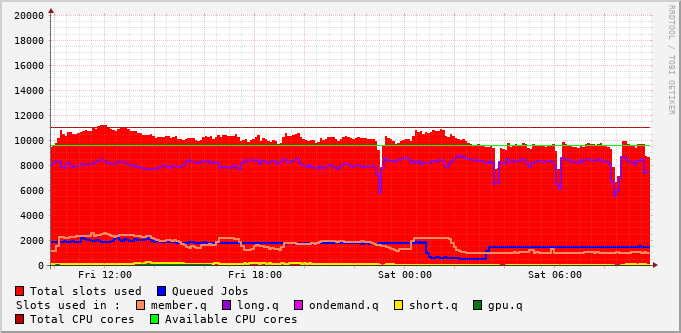 20000
18000
16000
14000
12000
10000
8000
6000
4000
2000
0
Fri 12:00 Fri 18:00 Sat 00:00 Sat 06:00
Total slots used Queued Jobs
Slots used in : member.q long.q ondemand.q short.q gpu.q
Total CPU cores Available CPU cores
RRDTOOL / TOBI OETIKER